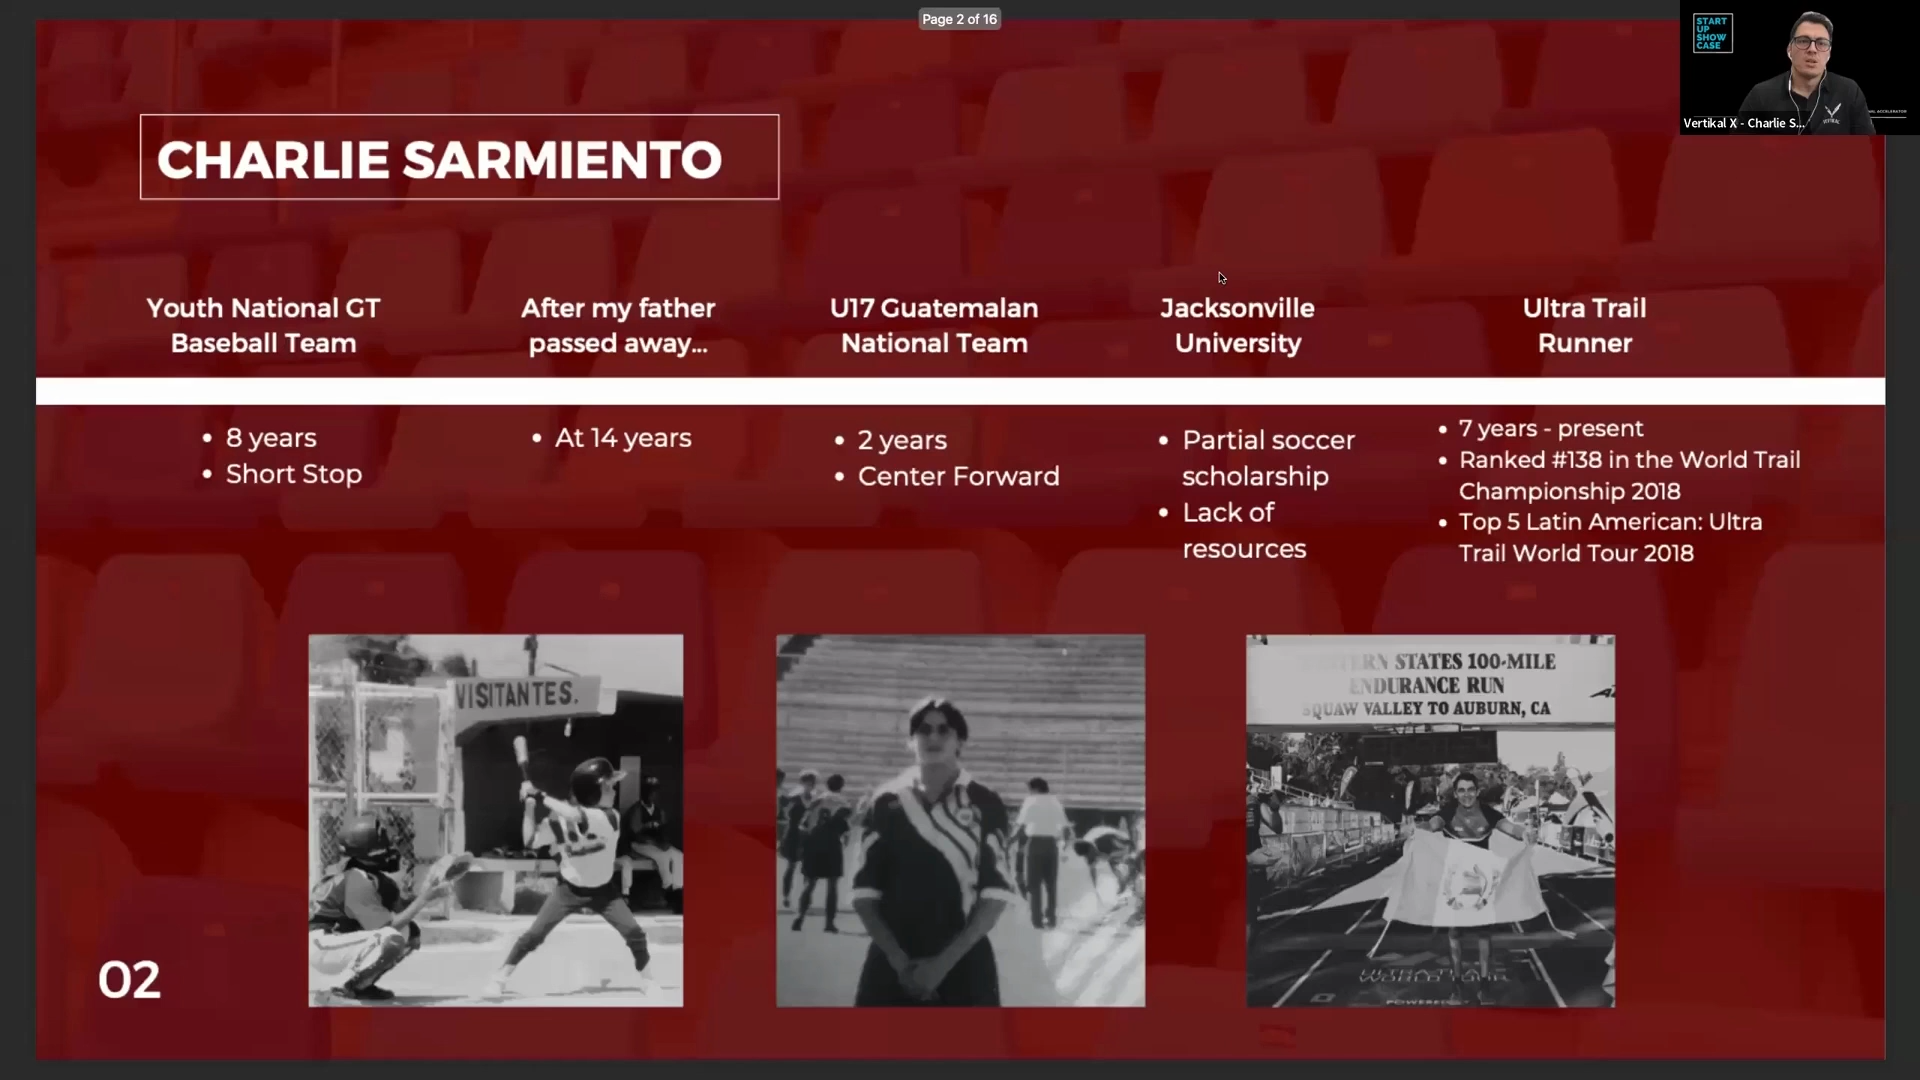 Page 2 of 16
START
UP
SHOW
CASE
Vertikal X - Charlie S...
CHARLIE SARMIENTO
Youth National GT
Baseball Team
After my father
passed away...
U17 Guatemalan
National Team
Jacksonville
University
Ultra Trail
Runner
• 8 years
• Short Stop
• At 14 years
• 2 years
• Center Forward
• Partial soccer
scholarship
• Lack of
resources
• 7 years - present
• Ranked #138 in the World Trail
Championship 2018
• Top 5 Latin American: Ultra
Trail World Tour 2018
VISITANTES.
STATES 100-MILE
ENDURANCE RUN
SQUAW VALLEY TO AUBURN, CA
ULTRA-TRAIL
WORLD TOUR
02